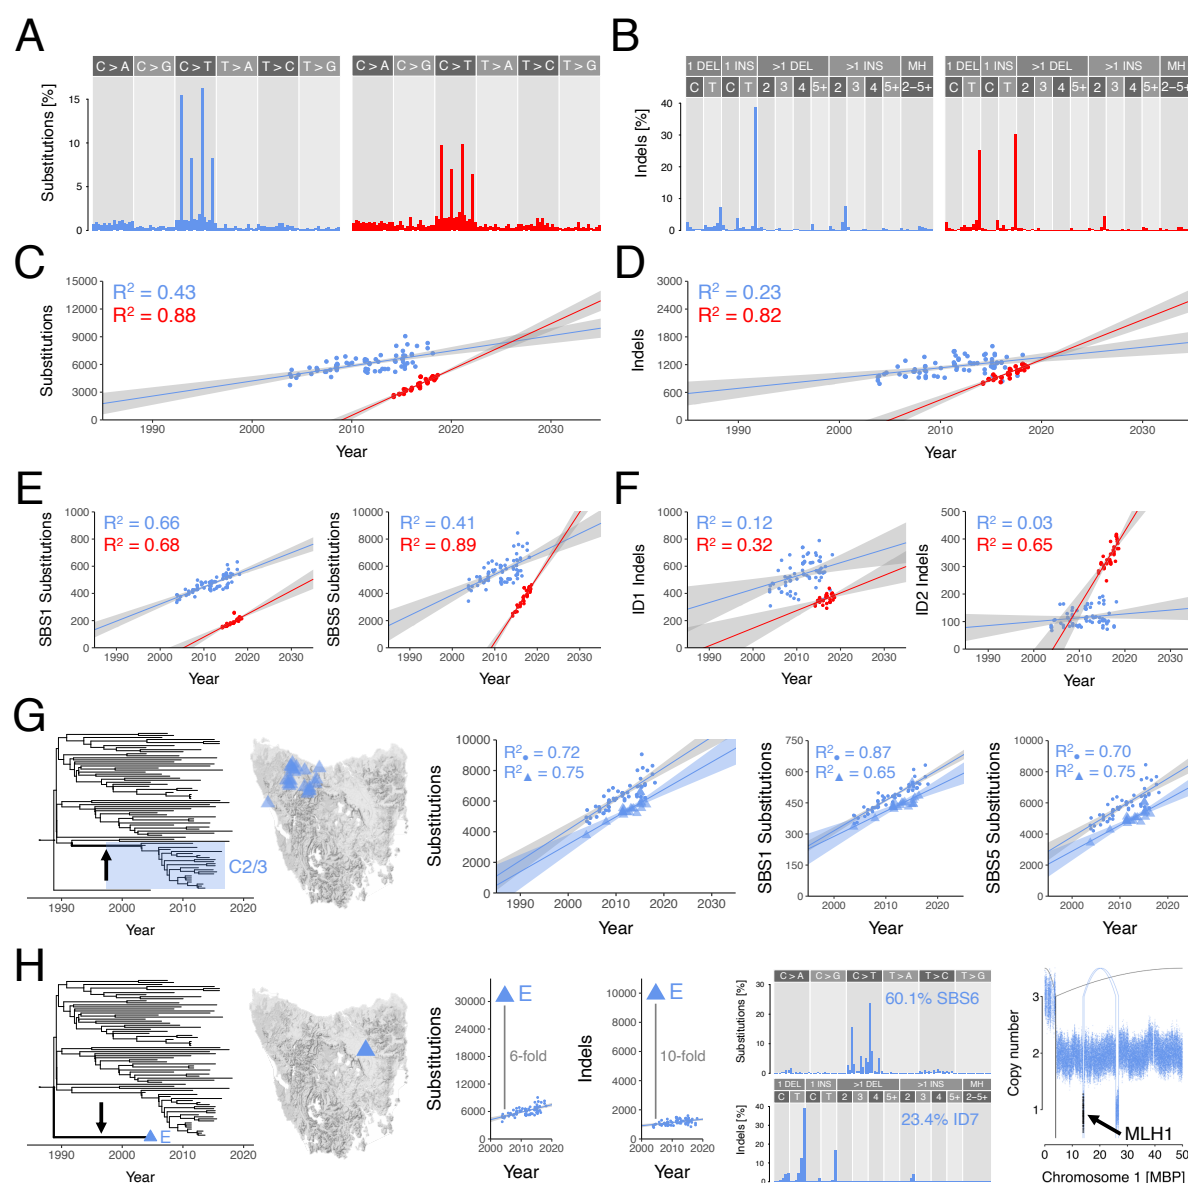 A
C > A C > G C > T T > A T > C T > G
C > A C > G C > T T > A T > C T > G
Substitutions [%]
15
10
5
0
B
1 DEL 1 INS >1 DEL >1 INS MH
C T C T 2 3 4 5+ 2 3 4 5+ 2–5+
1 DEL 1 INS >1 DEL >1 INS MH
C T C T 2 3 4 5+ 2 3 4 5+ 2–5+
Indels [%]
40
30
20
10
0
C
R² = 0.43
R² = 0.88
Substitutions
15000
12000
9000
6000
3000
0
1990 2000 2010 2020 2030
Year
D
R² = 0.23
R² = 0.82
Indels
3000
2400
1800
1200
600
0
1990 2000 2010 2020 2030
Year
E
R² = 0.66
R² = 0.68
SBS1 Substitutions
1000
800
600
400
200
0
1990 2000 2010 2020 2030
Year
R² = 0.41
R² = 0.89
SBS5 Substitutions
10000
8000
6000
4000
2000
0
1990 2000 2010 2020 2030
Year
F
R² = 0.12
R² = 0.32
ID1 Indels
1000
800
600
400
200
0
1990 2000 2010 2020 2030
Year
R² = 0.03
R² = 0.65
ID2 Indels
500
400
300
200
100
0
1990 2000 2010 2020 2030
Year
G
C2/3
1990 2000 2010 2020
Year
R²● = 0.72
R²▲ = 0.75
Substitutions
10000
8000
6000
4000
2000
0
1990 2000 2010 2020 2030
Year
R²● = 0.87
R²▲ = 0.65
SBS1 Substitutions
750
600
450
300
150
0
2000 2010 2020
Year
R²● = 0.70
R²▲ = 0.75
SBS5 Substitutions
10000
8000
6000
4000
2000
0
2000 2010 2020
Year
H
E
1990 2000 2010 2020
Year
Substitutions
30000
24000
18000
12000
6000
0
E
6-fold
2000 2010 2020
Year
Indels
10000
8000
6000
4000
2000
0
E
10-fold
2000 2010 2020
Year
C > A C > G C > T T > A T > C T > G
60.1% SBS6
Substitutions [%]
30
20
10
0
1 DEL 1 INS >1 DEL >1 INS MH
C T C T 2 3 4 5+ 2 3 4 5+ 2–5+
23.4% ID7
Indels [%]
40
30
20
10
0
Copy number
3
2
1
MLH1
0 10 20 30 40 50
Chromosome 1 [MBP]